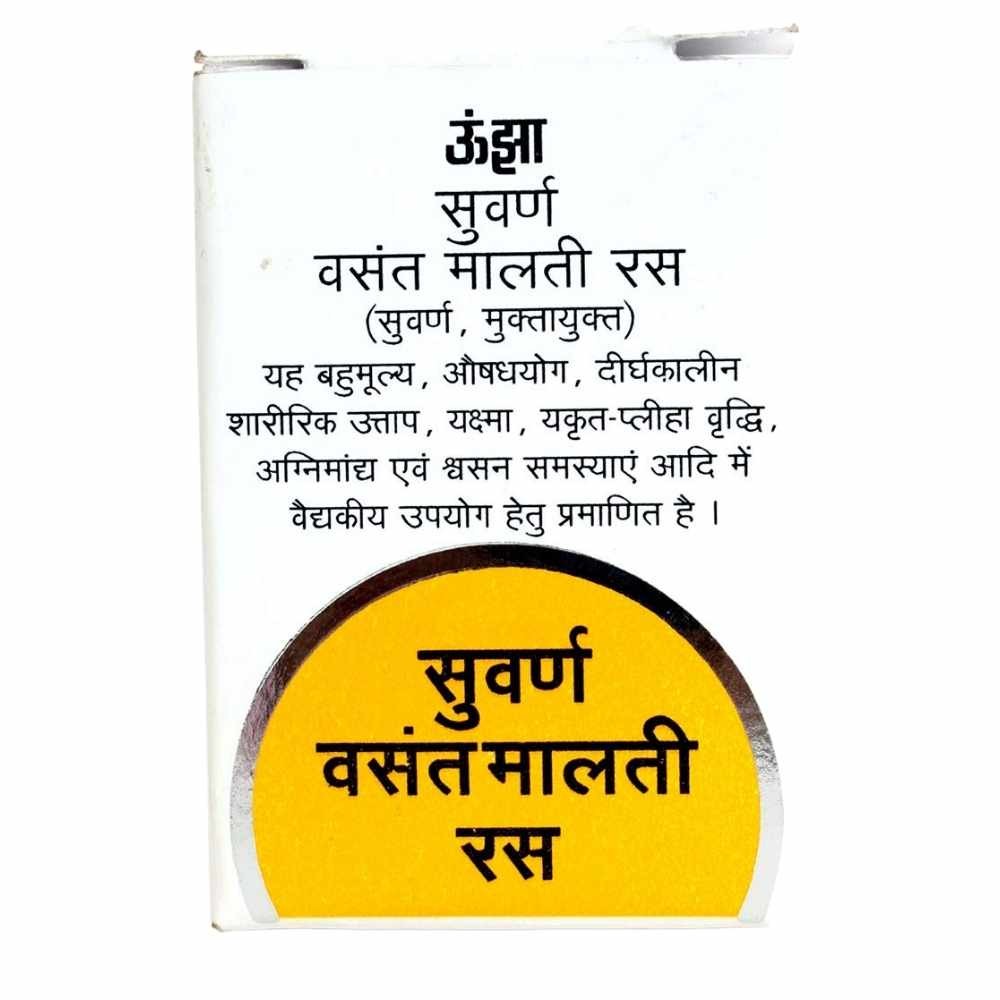 ऊंझा
सुवर्ण
वसंत मालती रस
(सुवर्ण, मुक्तायुक्त)
यह बहुमूल्य, औषधयोग, दीर्घकालीन
शारीरिक उत्ताप, यक्ष्मा, यकृत-प्लीहा वृद्धि,
अग्निमांद्य एवं श्वसन समस्याएं आदि में
वैद्यकीय उपयोग हेतु प्रमाणित है ।
सुवर्ण
वसंत मालती
रस